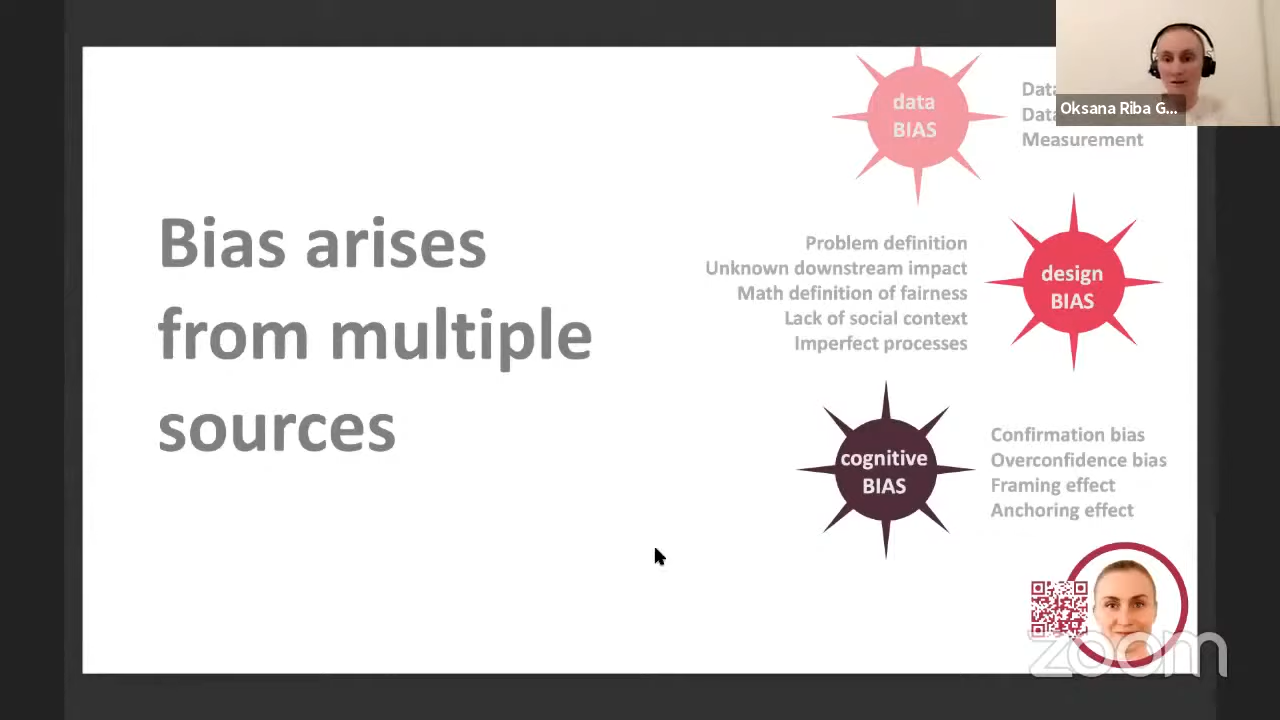 Bias arises
from multiple
sources
data
BIAS
Data
Data
Measurement
Oksana Riba G...
Problem definition
Unknown downstream impact
Math definition of fairness
Lack of social context
Imperfect processes
design
BIAS
cognitive
BIAS
Confirmation bias
Overconfidence bias
Framing effect
Anchoring effect
zoom